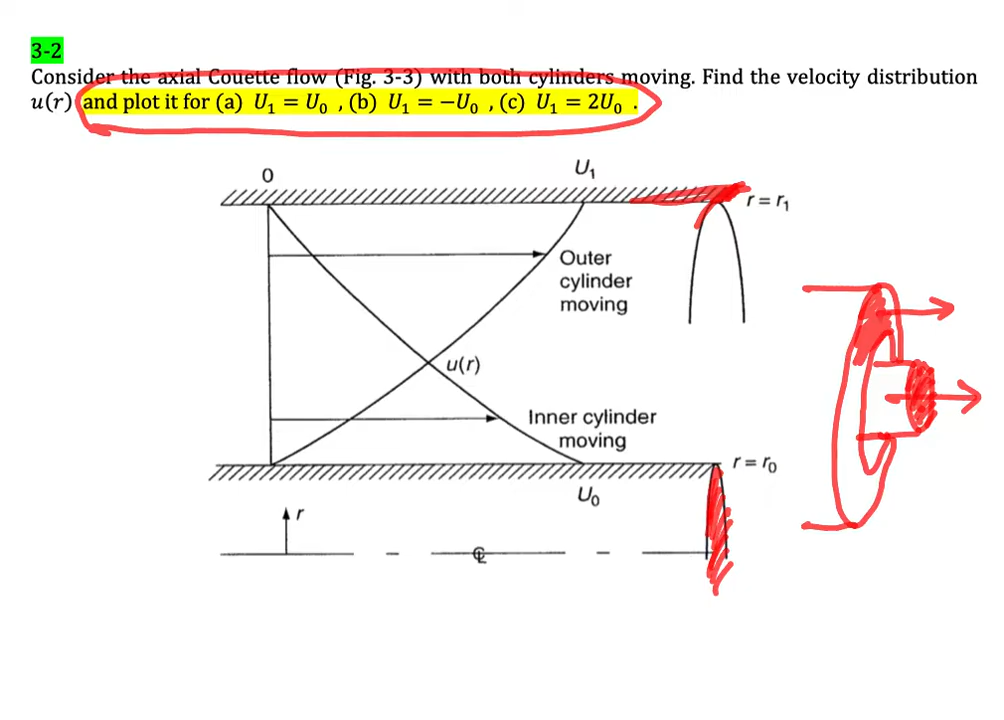 3-2
Consider the axial Couette flow (Fig. 3-3) with both cylinders moving. Find the velocity distribution
u(r) and plot it for (a) U₁ = U₀ , (b) U₁ = −U₀ , (c) U₁ = 2U₀ .
0
U₁
r = r₁
Outer
cylinder
moving
u(r)
Inner cylinder
moving
r = r₀
U₀
r
℄